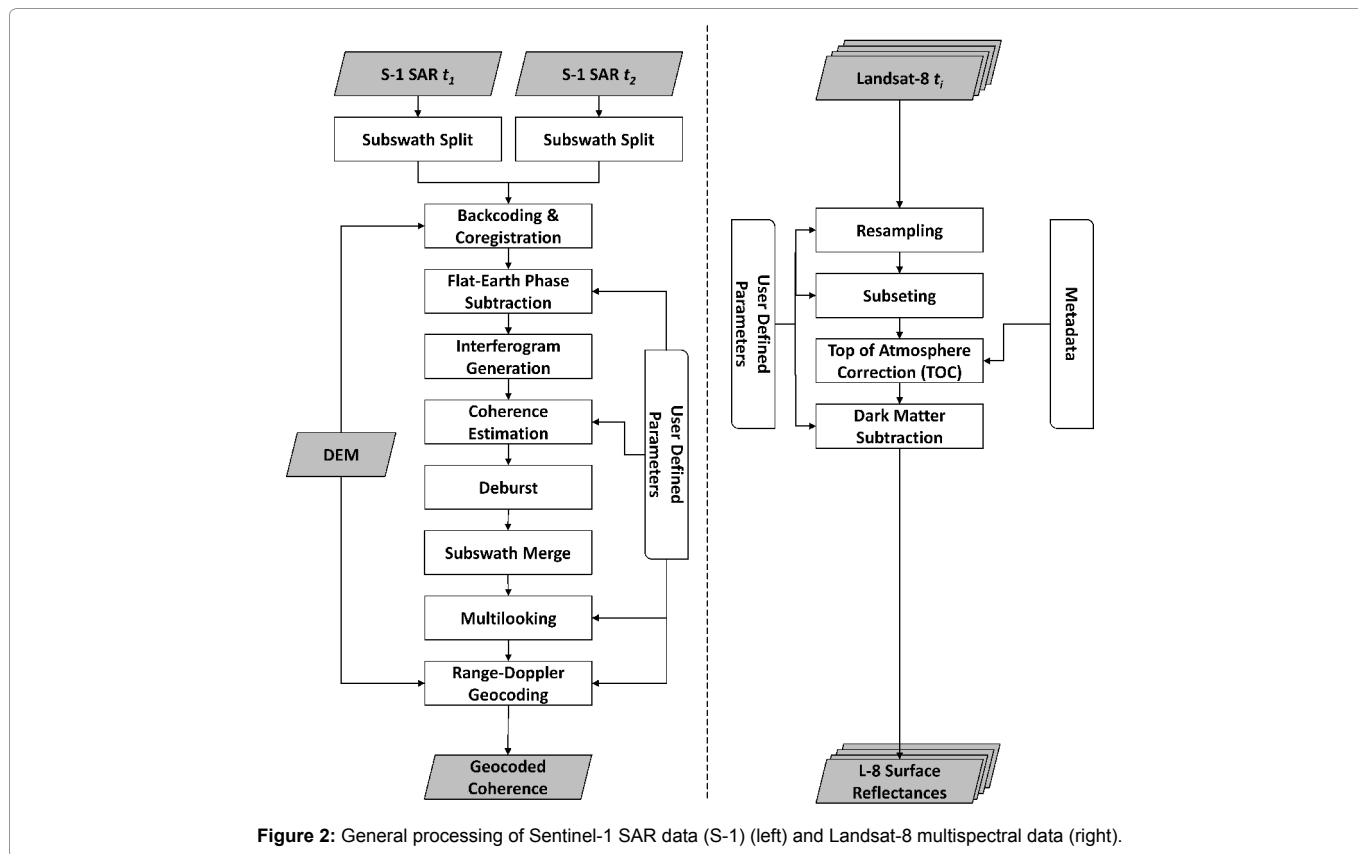 S-1 SAR t1
S-1 SAR t2
Subswath Split
Subswath Split
Backcoding &
Coregistration
Flat-Earth Phase
Subtraction
Interferogram
Generation
Coherence
Estimation
Deburst
Subswath Merge
Multilooking
Range-Doppler
Geocoding
Geocoded
Coherence
DEM
User Defined
Parameters
Landsat-8 ti
Resampling
Subseting
Top of Atmosphere
Correction (TOC)
Dark Matter
Subtraction
User Defined
Parameters
Metadata
L-8 Surface
Reflectances
Figure 2: General processing of Sentinel-1 SAR data (S-1) (left) and Landsat-8 multispectral data (right).